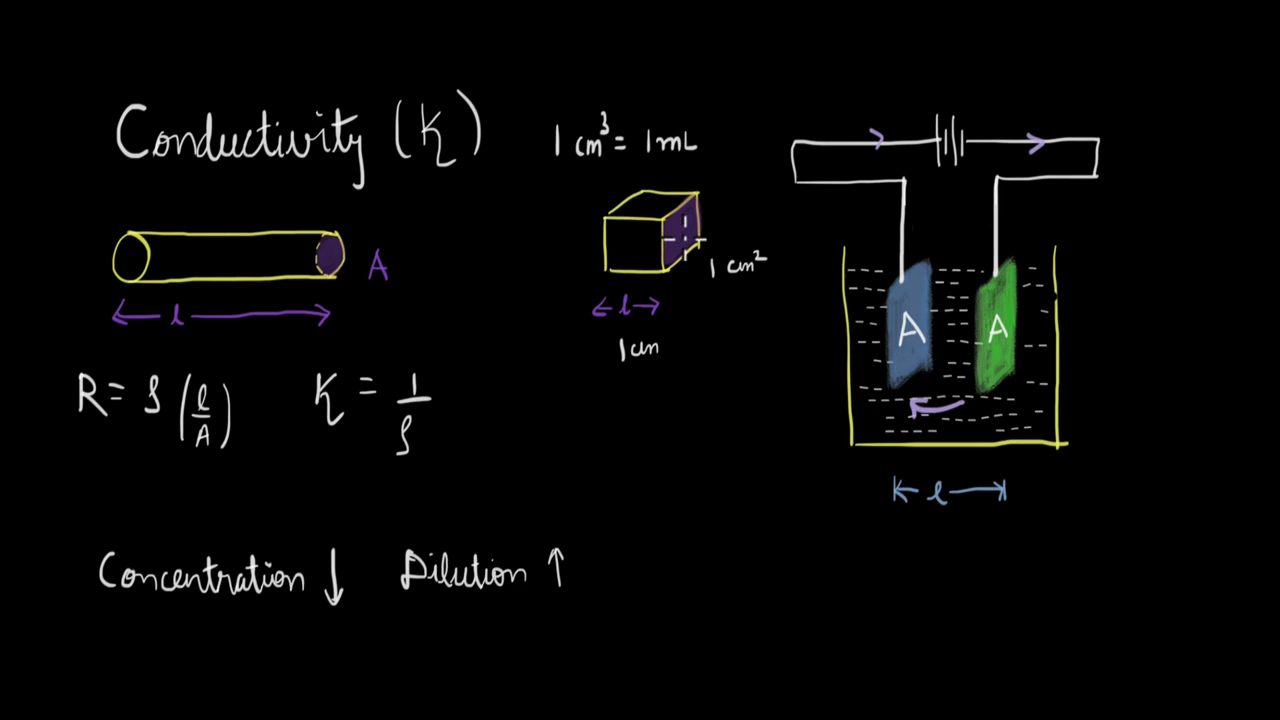 Conductivity (K)
1 cm³ = 1 mL
A
l
1 cm²
l
1 cm
R = ρ (l/A)
K = 1/ρ
A
A
l
Concentration ↓ Dilution ↑